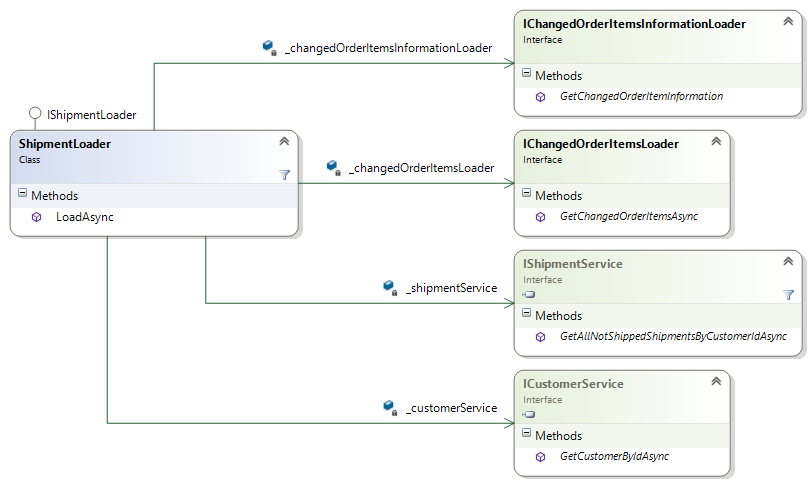 IChangedOrderItemsInformationLoader
Interface
_changedOrderItemsInformationLoader
Methods
GetChangedOrderItemInformation
IShipmentLoader
ShipmentLoader
Class
Methods
LoadAsync
IChangedOrderItemsLoader
Interface
_changedOrderItemsLoader
Methods
GetChangedOrderItemsAsync
IShipmentService
Interface
_shipmentService
Methods
GetAllNotShippedShipmentsByCustomerIdAsync
ICustomerService
Interface
_customerService
Methods
GetCustomerByIdAsync